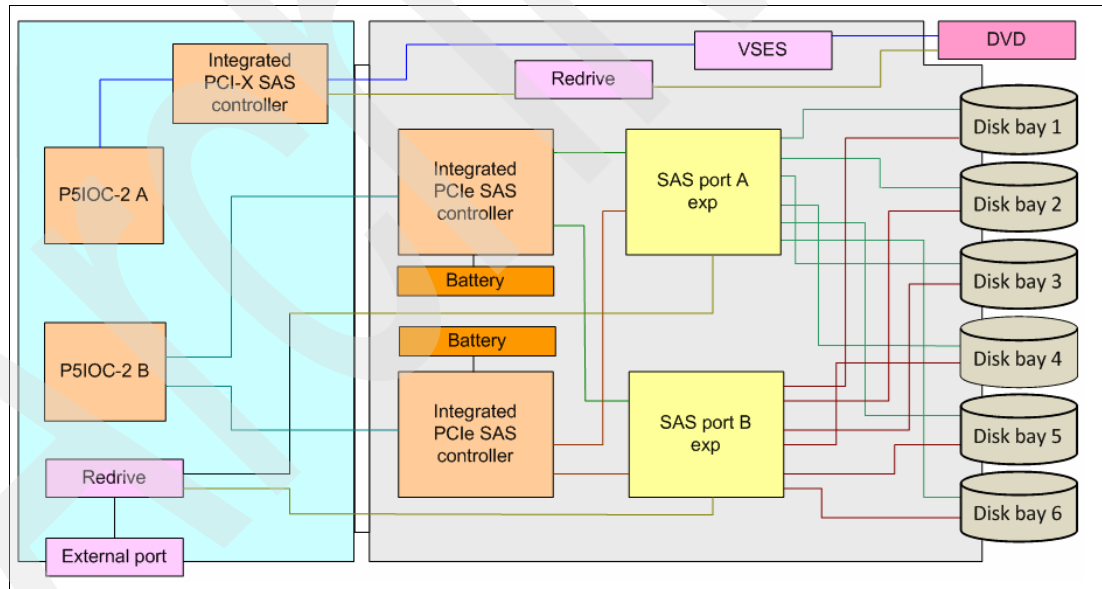 Integrated
PCI-X SAS
controller
VSES
DVD
Redrive
P5IOC-2 A
Integrated
PCIe SAS
controller
SAS port A
exp
Disk bay 1
Disk bay 2
Disk bay 3
Battery
Battery
P5IOC-2 B
Integrated
PCIe SAS
controller
SAS port B
exp
Disk bay 4
Disk bay 5
Disk bay 6
Redrive
External port